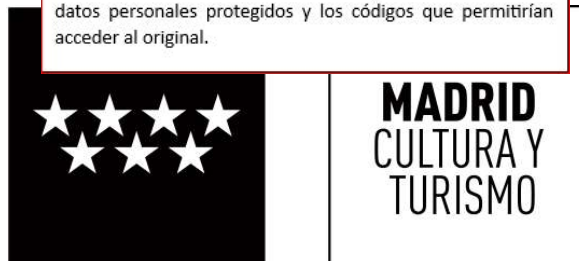 datos personales protegidos y los códigos que permitirían
acceder al original.
MADRID
CULTURA Y
TURISMO